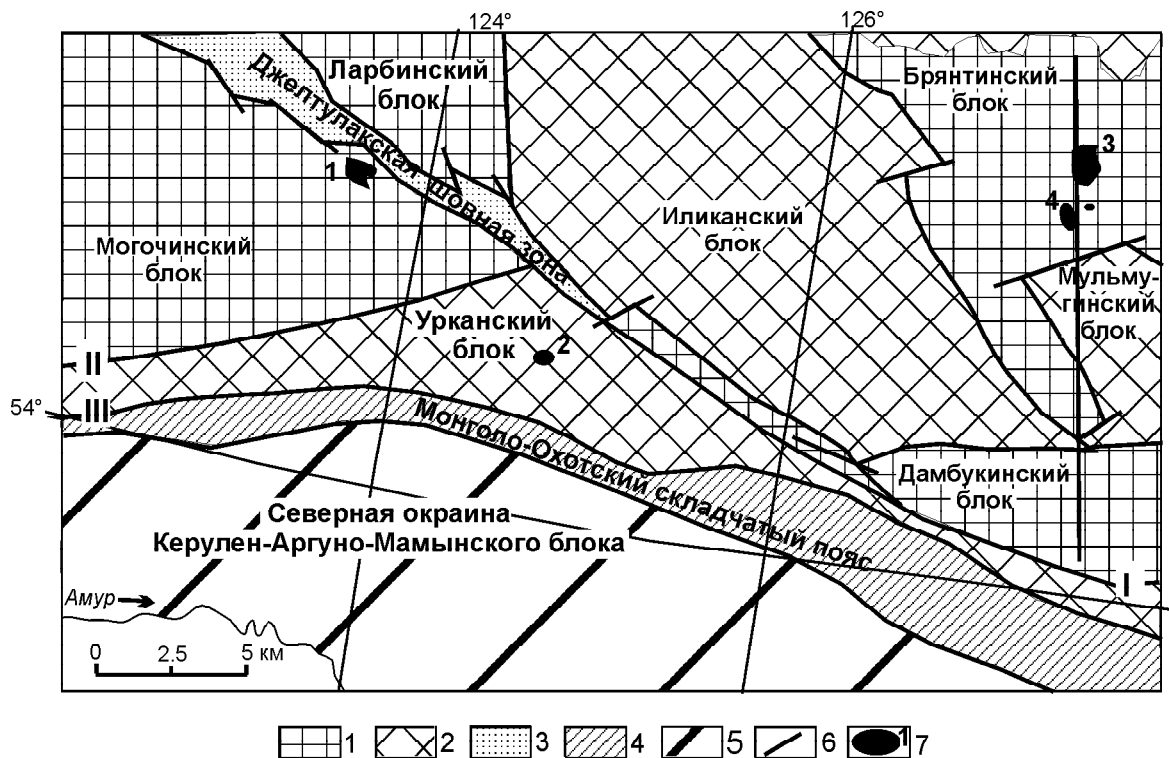 124°
126°
Джелтулакская шовная зона
Ларбинский
блок
Брянтинский
блок
3
1
4
Иликанский
блок
Могочинский
блок
Мульму-
гинский
блок
Урканский
блок
2
II
54°
III
Монголо-Охотский складчатый пояс
Дамбукинский
блок
Северная окраина
Керулен-Аргуно-Мамынского блока
I
Амур
0 2.5 5 км
1 2 3 4 5 6 1 7